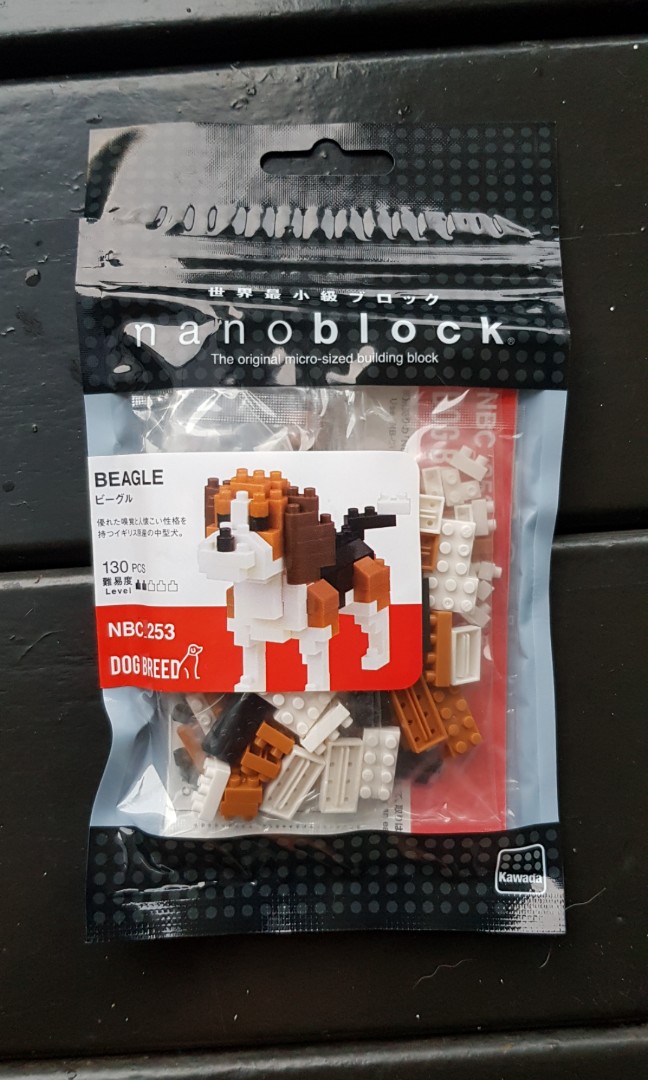 世界最小級ブロック
nanoblock®
The original micro-sized building block
NBC
BEAGLE
ビーグル
優れた嗅覚と人懐こい性格を
持つイギリス原産の中型犬。
130 PCS
難易度
Level
NBC_253
DOG BREED
Kawada